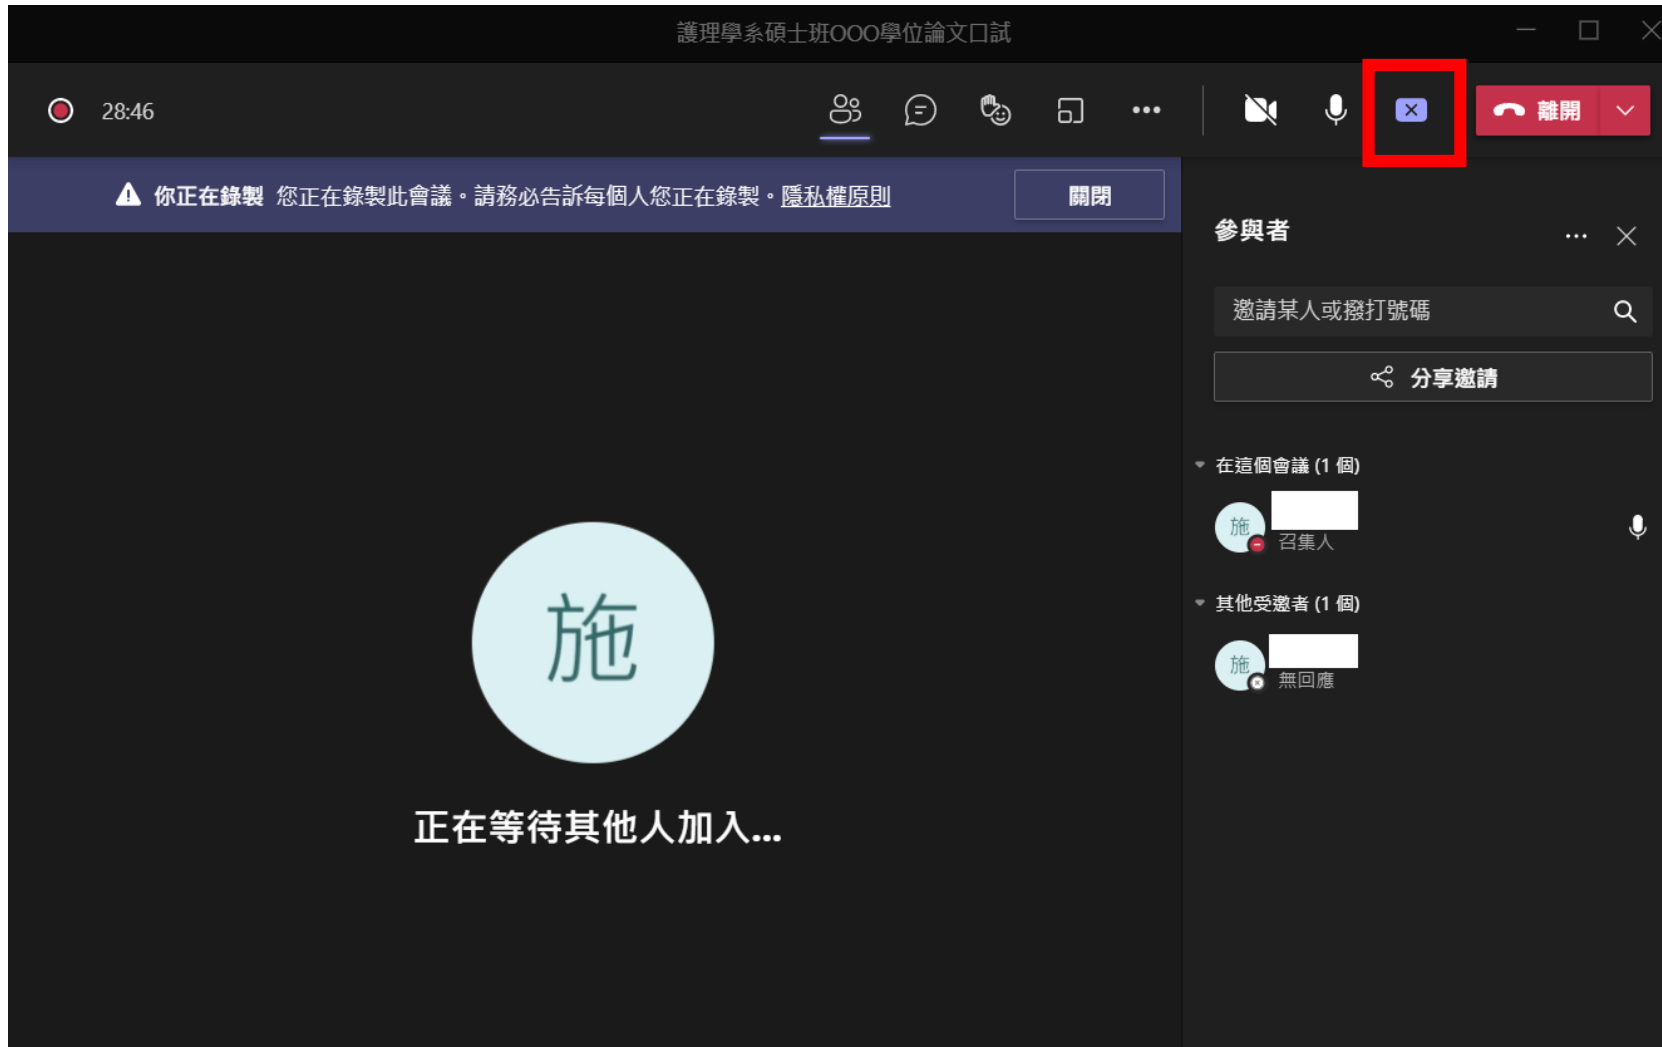 護理學系碩士班OOO學位論文口試
28:46
離開
你正在錄製 您正在錄製此會議。請務必告訴每個人您正在錄製。隱私權原則
關閉
施
正在等待其他人加入...
參與者
邀請某人或撥打號碼
分享邀請
在這個會議 (1 個)
施
召集人
其他受邀者 (1 個)
施
無回應